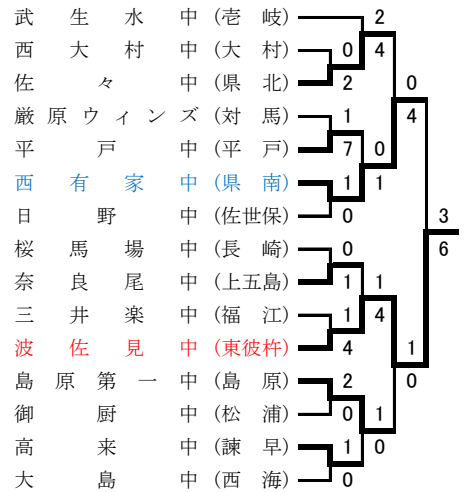 武生水中(壱岐) 2
西大村中(大村) 0 4
佐々中(県北) 2 0
厳原ウィンズ(対馬) 1 4
平戸中(平戸) 7 0
西有家中(県南) 1 1
日野中(佐世保) 0 3
桜馬場中(長崎) 0 6
奈良尾中(上五島) 1 1
三井楽中(福江) 1 4
波佐見中(東彼杵) 4 1
島原第一中(島原) 2 0
御厨中(松浦) 0 1
高来中(諫早) 1 0
大島中(西海) 0